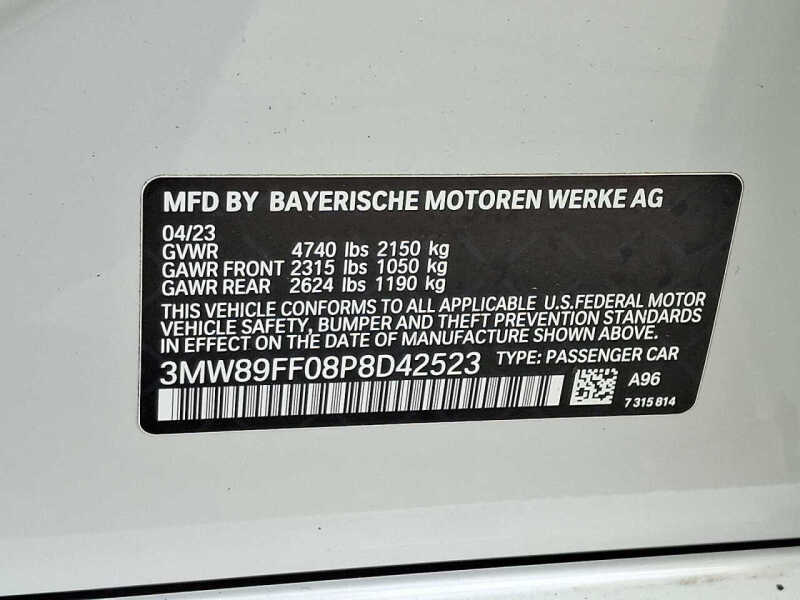 MFD BY BAYERISCHE MOTOREN WERKE AG
04/23
GVWR 4740 lbs 2150 kg
GAWR FRONT 2315 lbs 1050 kg
GAWR REAR 2624 lbs 1190 kg
THIS VEHICLE CONFORMS TO ALL APPLICABLE U.S.FEDERAL MOTOR
VEHICLE SAFETY, BUMPER AND THEFT PREVENTION STANDARDS
IN EFFECT ON THE DATE OF MANUFACTURE SHOWN ABOVE.
3MW89FF08P8D42523 TYPE: PASSENGER CAR
A96
7 315 814